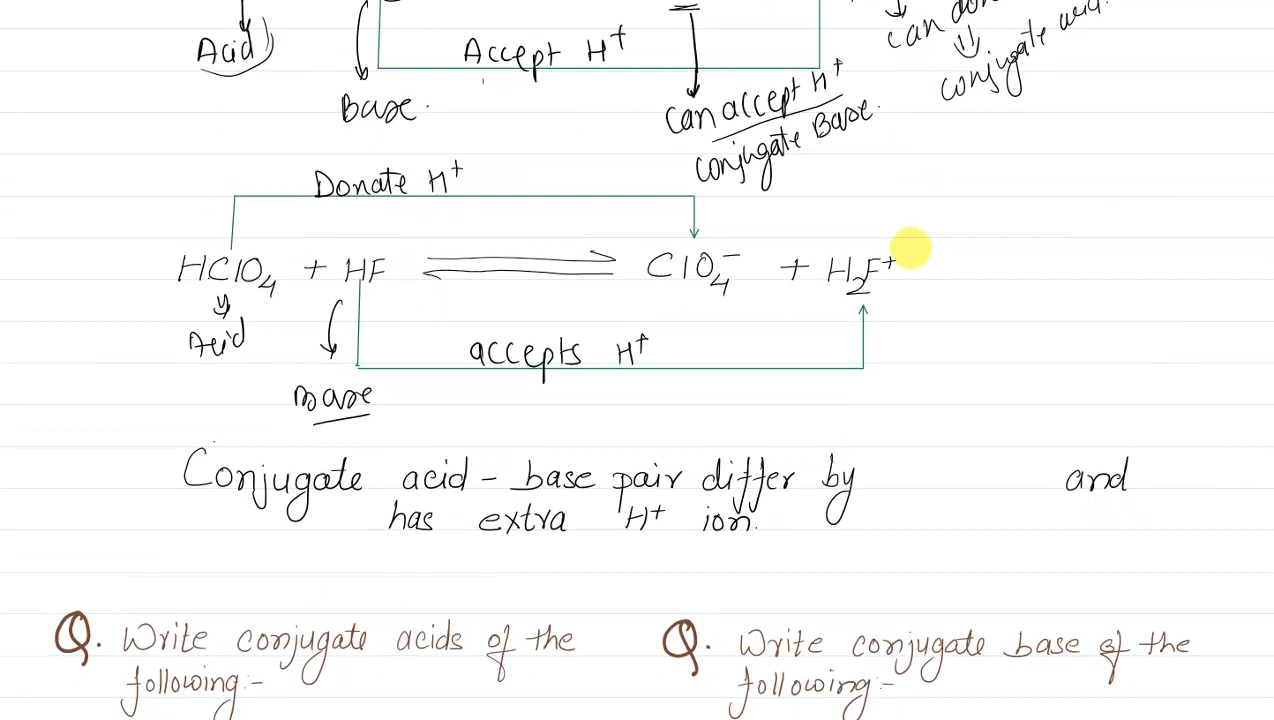 can don
Acid
Accept H⁺
conjugate acid.
Base.
can accept H⁺
conjugate Base.
Donate H⁺
HClO₄ + HF ⇌ ClO₄⁻ + H₂F⁺
Acid
accepts H⁺
Base
Conjugate acid - base pair differ by and
has extra H⁺ ion.
Q. Write conjugate acids of the
following:-
Q. Write conjugate base of the
following:-